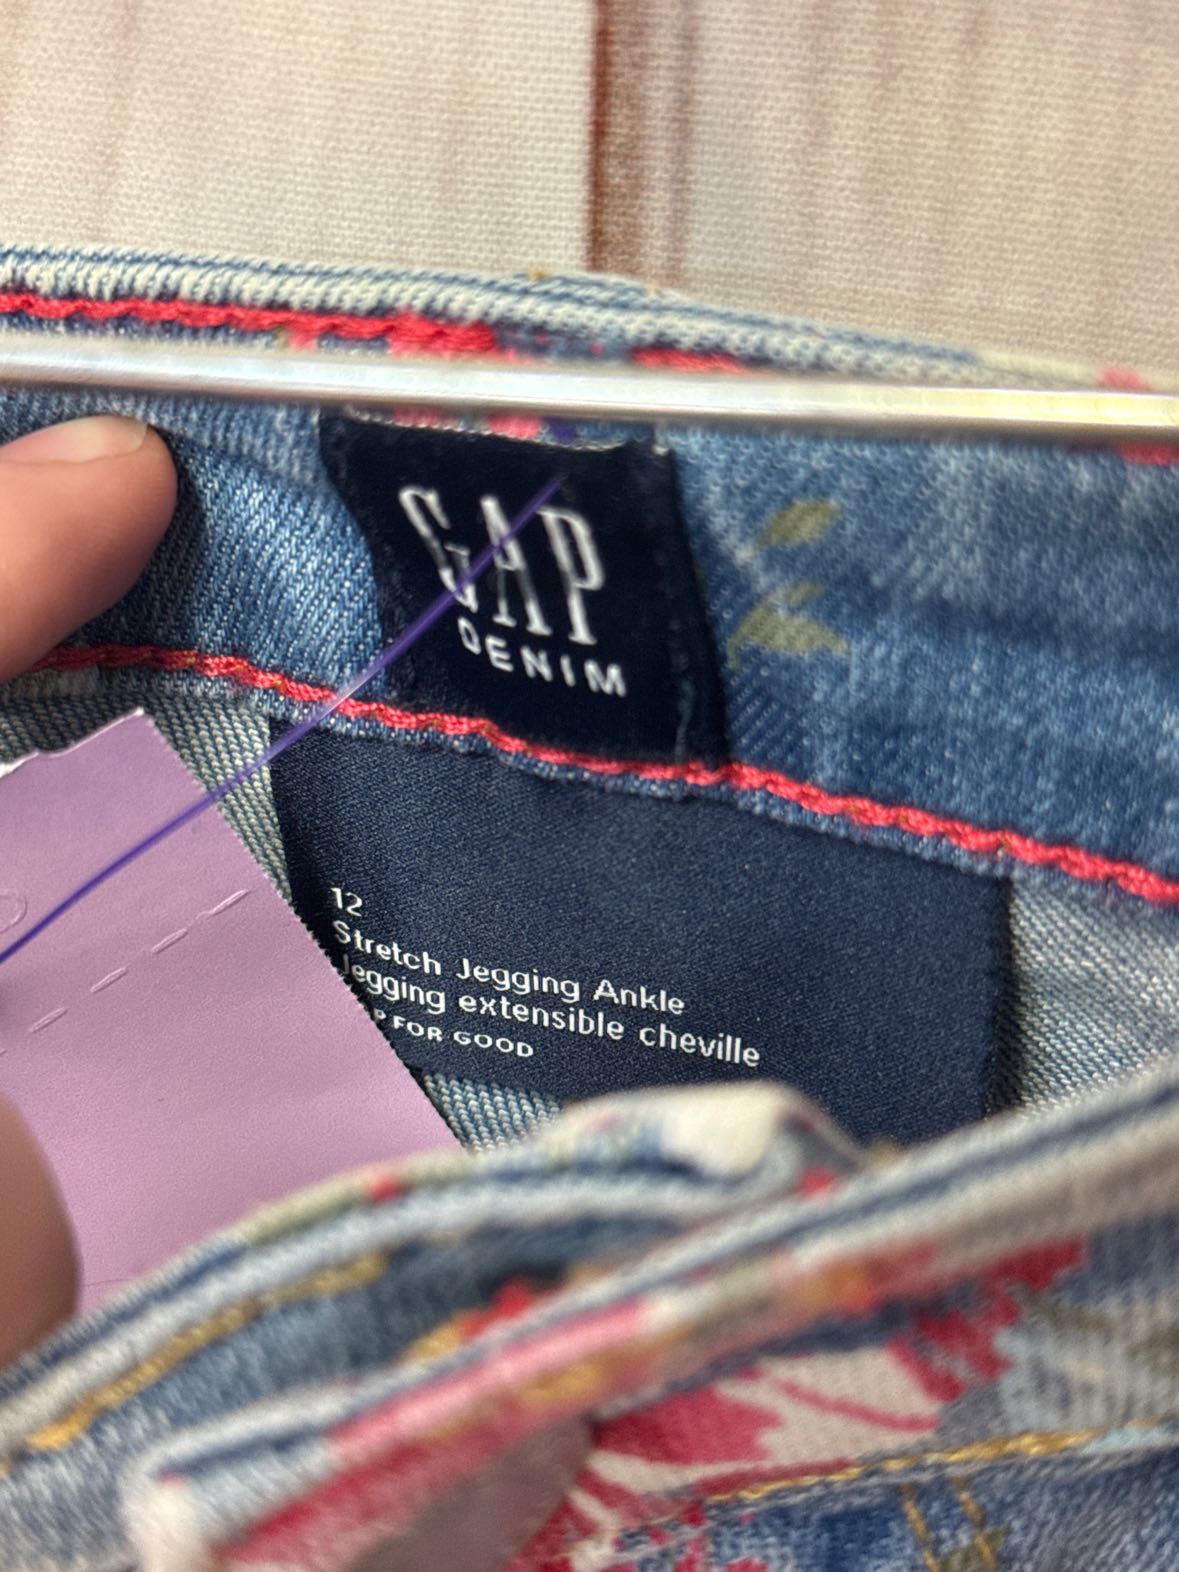 GAP
DENIM
12
Stretch Jegging Ankle
Jegging extensible cheville
FOR GOOD